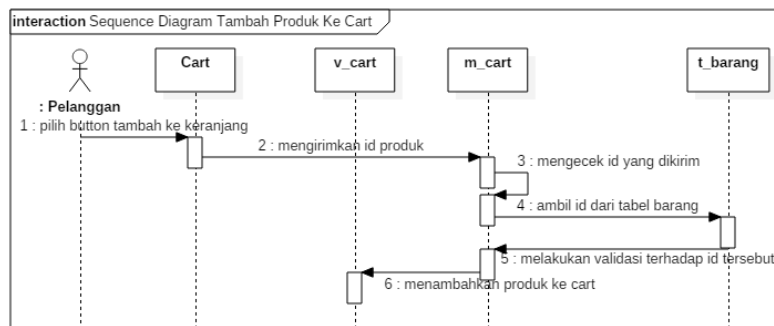 interaction Sequence Diagram Tambah Produk Ke Cart
Cart
v_cart
m_cart
t_barang
: Pelanggan
1 : pilih button tambah ke keranjang
2 : mengirimkan id produk
3 : mengecek id yang dikirim
4 : ambil id dari tabel barang
5 : melakukan validasi terhadap id tersebut
6 : menambahkan produk ke cart